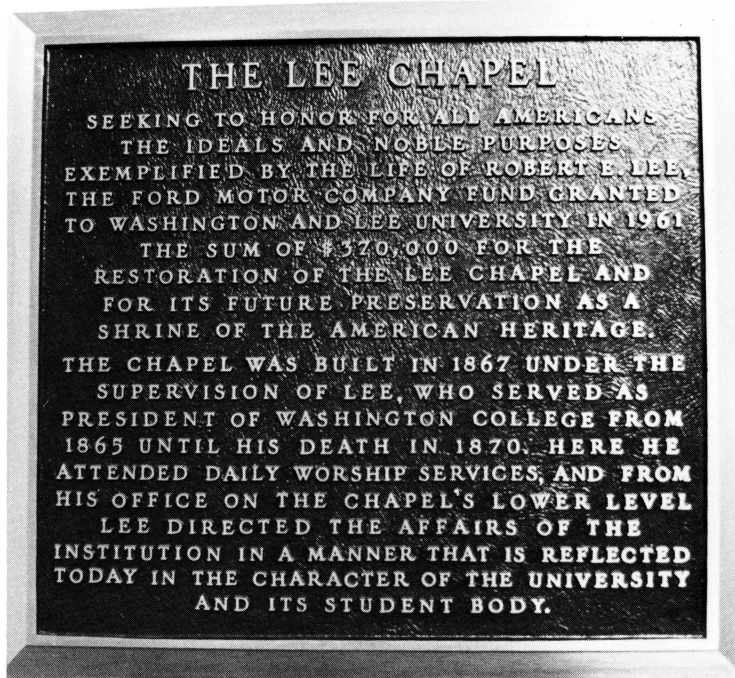 THE LEE CHAPEL
SEEKING TO HONOR FOR ALL AMERICANS
THE IDEALS AND NOBLE PURPOSES
EXEMPLIFIED BY THE LIFE OF ROBERT E. LEE,
THE FORD MOTOR COMPANY FUND GRANTED
TO WASHINGTON AND LEE UNIVERSITY IN 1961
THE SUM OF $370,000 FOR THE
RESTORATION OF THE LEE CHAPEL AND
FOR ITS FUTURE PRESERVATION AS A
SHRINE OF THE AMERICAN HERITAGE.
THE CHAPEL WAS BUILT IN 1867 UNDER THE
SUPERVISION OF LEE, WHO SERVED AS
PRESIDENT OF WASHINGTON COLLEGE FROM
1865 UNTIL HIS DEATH IN 1870. HERE HE
ATTENDED DAILY WORSHIP SERVICES, AND FROM
HIS OFFICE ON THE CHAPEL'S LOWER LEVEL
LEE DIRECTED THE AFFAIRS OF THE
INSTITUTION IN A MANNER THAT IS REFLECTED
TODAY IN THE CHARACTER OF THE UNIVERSITY
AND ITS STUDENT BODY.